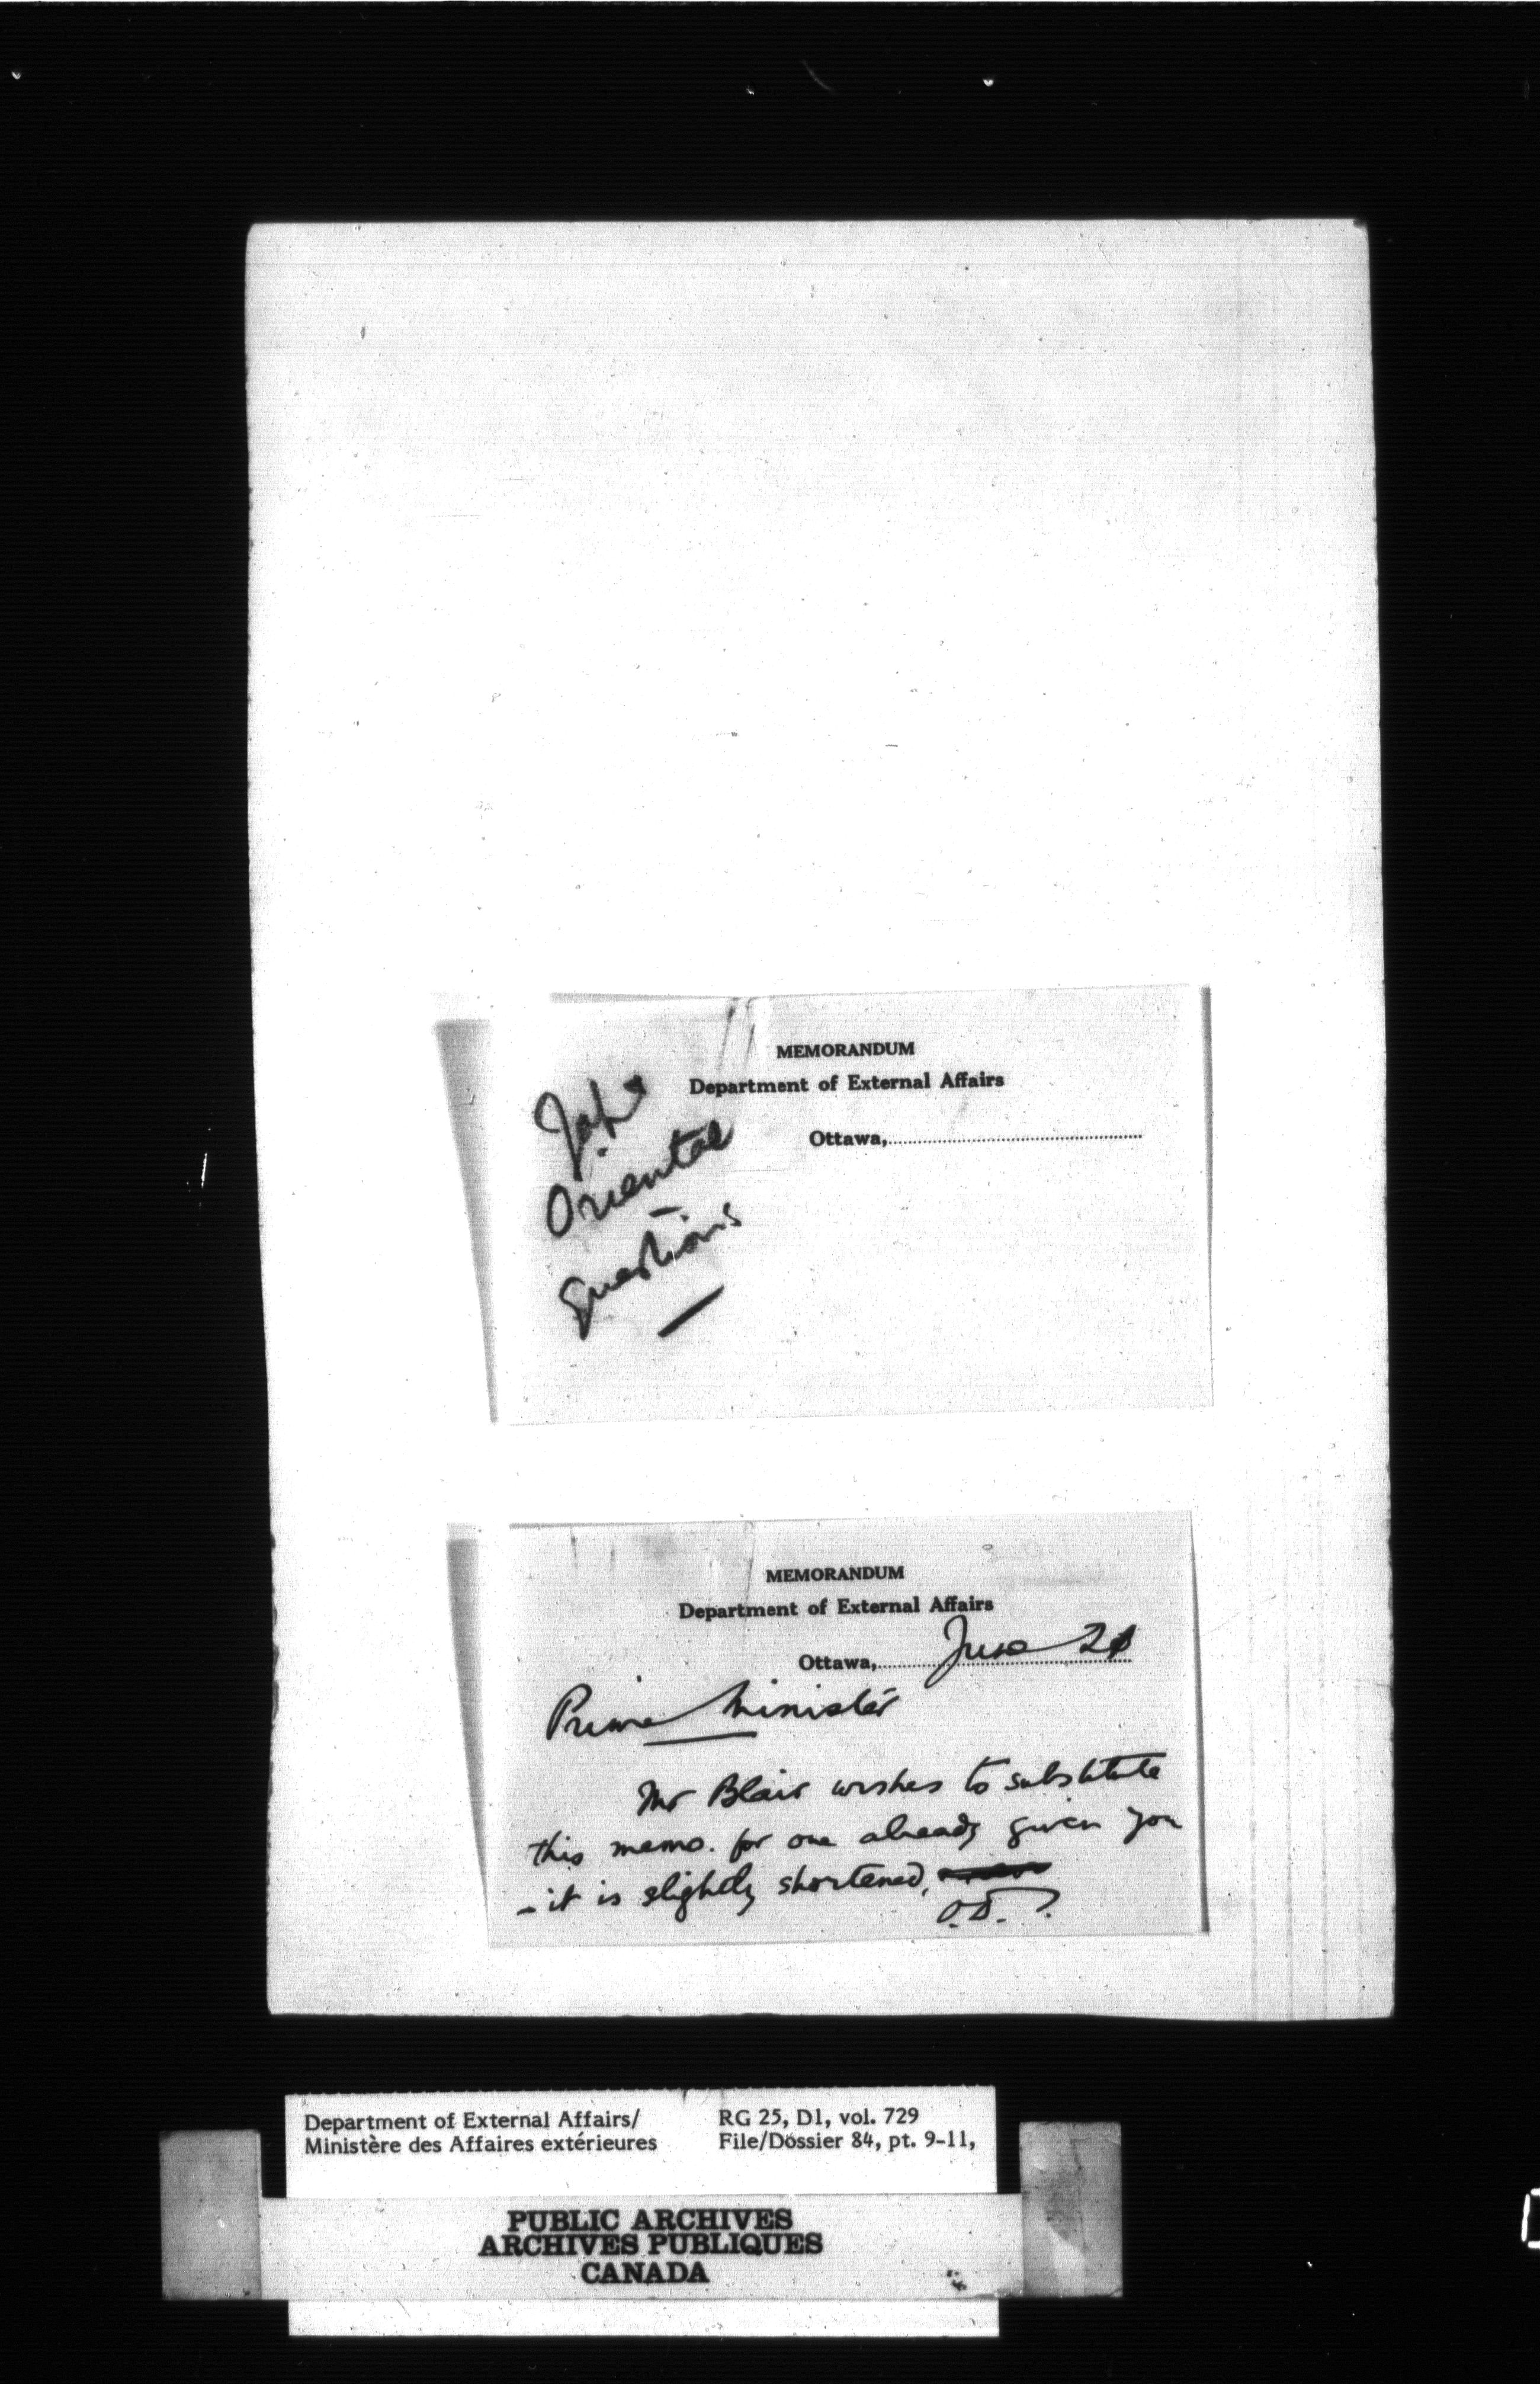 MEMORANDUM
Department of External Affairs
Ottawa,
Oriental
Questions
MEMORANDUM
Department of External Affairs
Ottawa, June
Prime Minister
Mr Blair wishes to substitute
this memo. for one already given you
- it is slightly shortened.
O.D.
Department of External Affairs/
Ministère des Affaires extérieures
RG 25, D1, vol. 729
File/Dossier 84, pt. 9-11,
PUBLIC ARCHIVES
ARCHIVES PUBLIQUES
CANADA